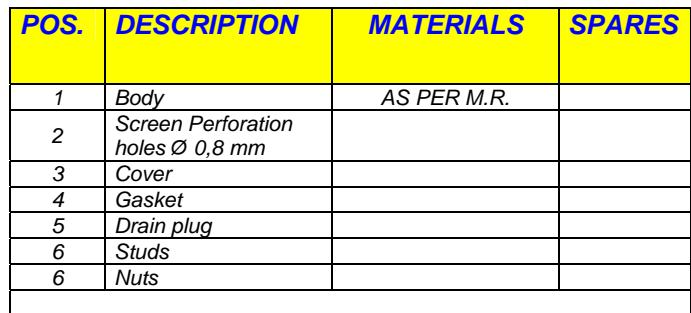 POS. DESCRIPTION MATERIALS SPARES
1 Body AS PER M.R.
2 Screen Perforation
holes Ø 0,8 mm
3 Cover
4 Gasket
5 Drain plug
6 Studs
6 Nuts